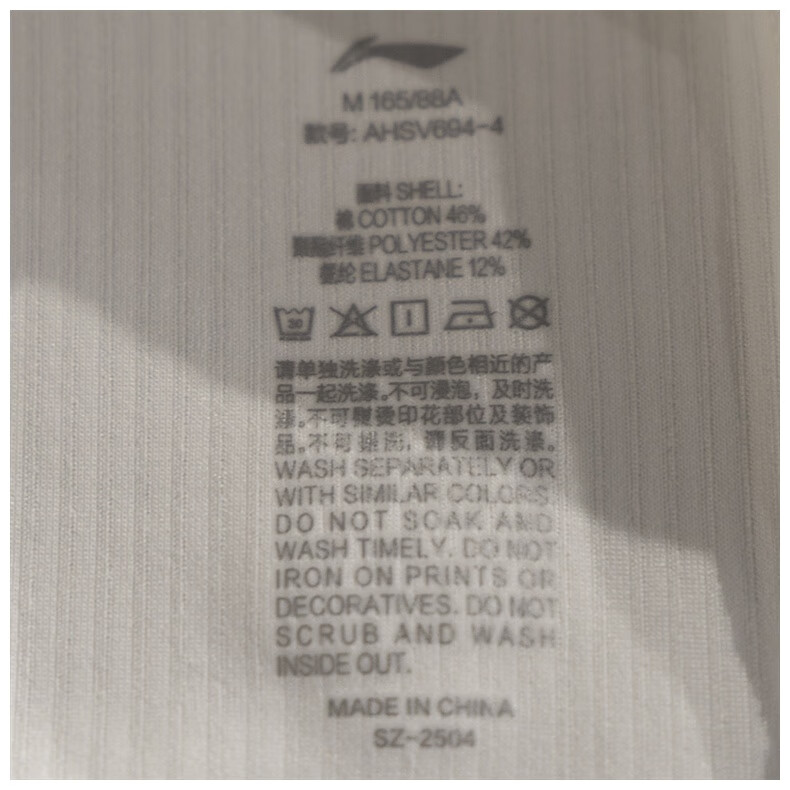 M 165/88A
款号: AHSV694-4
面料 SHELL:
棉 COTTON 46%
聚酯纤维 POLYESTER 42%
氨纶 ELASTANE 12%
30
请单独洗涤或与颜色相近的产
品一起洗涤。不可浸泡，及时洗
涤。不可熨烫印花部位及装饰
品。不可搓洗，请反面洗涤。
WASH SEPARATELY OR
WITH SIMILAR COLORS.
DO NOT SOAK AND
WASH TIMELY. DO NOT
IRON ON PRINTS OR
DECORATIVES. DO NOT
SCRUB AND WASH
INSIDE OUT.
MADE IN CHINA
SZ-2504